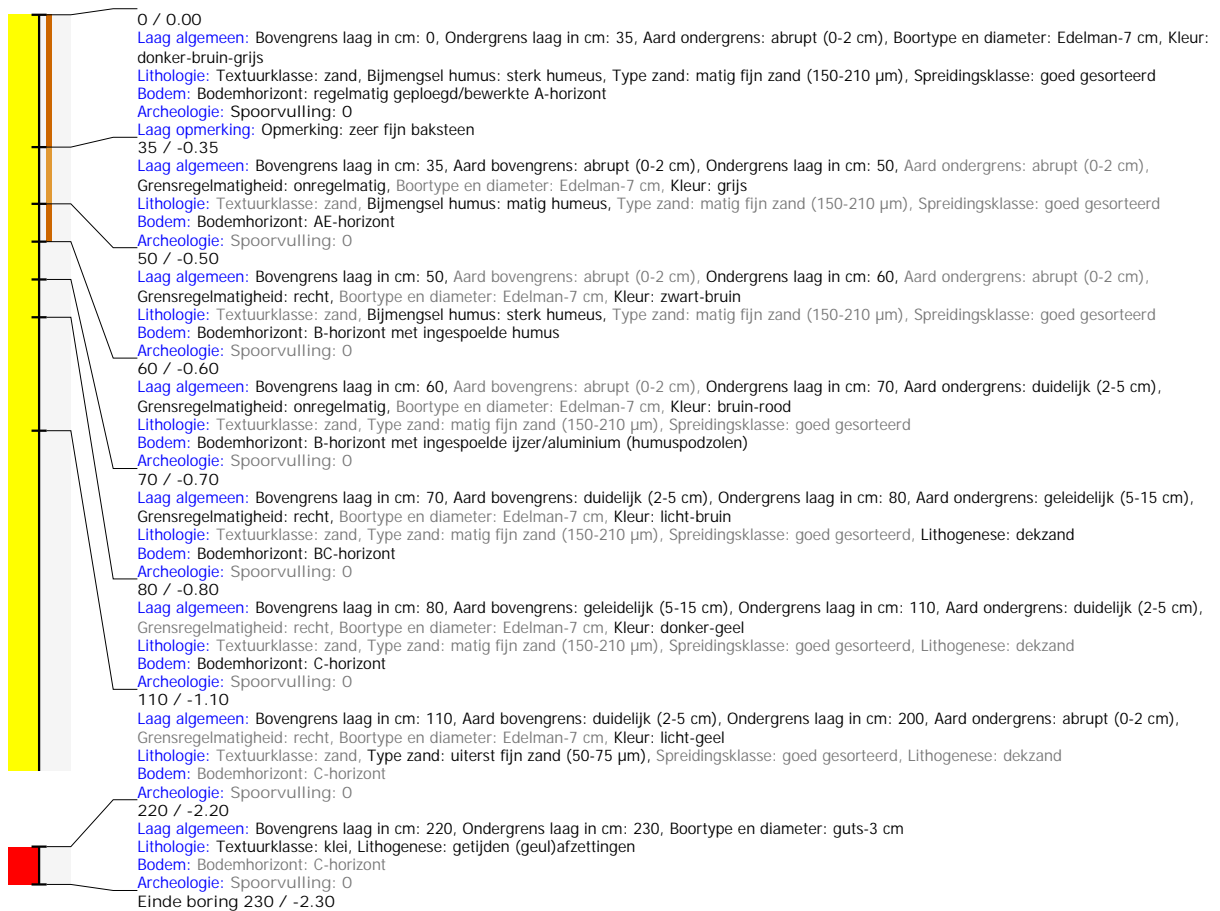 0 / 0.00
Laag algemeen: Bovengrens laag in cm: 0, Ondergrens laag in cm: 35, Aard ondergrens: abrupt (0-2 cm), Boortype en diameter: Edelman-7 cm, Kleur:
donker-bruin-grijs
Lithologie: Textuurklasse: zand, Bijmengsel humus: sterk humeus, Type zand: matig fijn zand (150-210 µm), Spreidingsklasse: goed gesorteerd
Bodem: Bodemhorizont: regelmatig geploegd/bewerkte A-horizont
Archeologie: Spoorvulling: 0
Laag opmerking: Opmerking: zeer fijn baksteen
35 / -0.35
Laag algemeen: Bovengrens laag in cm: 35, Aard bovengrens: abrupt (0-2 cm), Ondergrens laag in cm: 50, Aard ondergrens: abrupt (0-2 cm),
Grensregelmatigheid: onregelmatig, Boortype en diameter: Edelman-7 cm, Kleur: grijs
Lithologie: Textuurklasse: zand, Bijmengsel humus: matig humeus, Type zand: matig fijn zand (150-210 µm), Spreidingsklasse: goed gesorteerd
Bodem: Bodemhorizont: AE-horizont
Archeologie: Spoorvulling: 0
50 / -0.50
Laag algemeen: Bovengrens laag in cm: 50, Aard bovengrens: abrupt (0-2 cm), Ondergrens laag in cm: 60, Aard ondergrens: abrupt (0-2 cm),
Grensregelmatigheid: recht, Boortype en diameter: Edelman-7 cm, Kleur: zwart-bruin
Lithologie: Textuurklasse: zand, Bijmengsel humus: sterk humeus, Type zand: matig fijn zand (150-210 µm), Spreidingsklasse: goed gesorteerd
Bodem: Bodemhorizont: B-horizont met ingespoelde humus
Archeologie: Spoorvulling: 0
60 / -0.60
Laag algemeen: Bovengrens laag in cm: 60, Aard bovengrens: abrupt (0-2 cm), Ondergrens laag in cm: 70, Aard ondergrens: duidelijk (2-5 cm),
Grensregelmatigheid: onregelmatig, Boortype en diameter: Edelman-7 cm, Kleur: bruin-rood
Lithologie: Textuurklasse: zand, Type zand: matig fijn zand (150-210 µm), Spreidingsklasse: goed gesorteerd
Bodem: Bodemhorizont: B-horizont met ingespoelde ijzer/aluminium (humuspodzolen)
Archeologie: Spoorvulling: 0
70 / -0.70
Laag algemeen: Bovengrens laag in cm: 70, Aard bovengrens: duidelijk (2-5 cm), Ondergrens laag in cm: 80, Aard ondergrens: geleidelijk (5-15 cm),
Grensregelmatigheid: recht, Boortype en diameter: Edelman-7 cm, Kleur: licht-bruin
Lithologie: Textuurklasse: zand, Type zand: matig fijn zand (150-210 µm), Spreidingsklasse: goed gesorteerd, Lithogenese: dekzand
Bodem: Bodemhorizont: BC-horizont
Archeologie: Spoorvulling: 0
80 / -0.80
Laag algemeen: Bovengrens laag in cm: 80, Aard bovengrens: geleidelijk (5-15 cm), Ondergrens laag in cm: 110, Aard ondergrens: duidelijk (2-5 cm),
Grensregelmatigheid: recht, Boortype en diameter: Edelman-7 cm, Kleur: donker-geel
Lithologie: Textuurklasse: zand, Type zand: matig fijn zand (150-210 µm), Spreidingsklasse: goed gesorteerd, Lithogenese: dekzand
Bodem: Bodemhorizont: C-horizont
Archeologie: Spoorvulling: 0
110 / -1.10
Laag algemeen: Bovengrens laag in cm: 110, Aard bovengrens: duidelijk (2-5 cm), Ondergrens laag in cm: 200, Aard ondergrens: abrupt (0-2 cm),
Grensregelmatigheid: recht, Boortype en diameter: Edelman-7 cm, Kleur: licht-geel
Lithologie: Textuurklasse: zand, Type zand: uiterst fijn zand (50-75 µm), Spreidingsklasse: goed gesorteerd, Lithogenese: dekzand
Bodem: Bodemhorizont: C-horizont
Archeologie: Spoorvulling: 0
220 / -2.20
Laag algemeen: Bovengrens laag in cm: 220, Ondergrens laag in cm: 230, Boortype en diameter: guts-3 cm
Lithologie: Textuurklasse: klei, Lithogenese: getijden (geul)afzettingen
Bodem: Bodemhorizont: C-horizont
Archeologie: Spoorvulling: 0
Einde boring 230 / -2.30